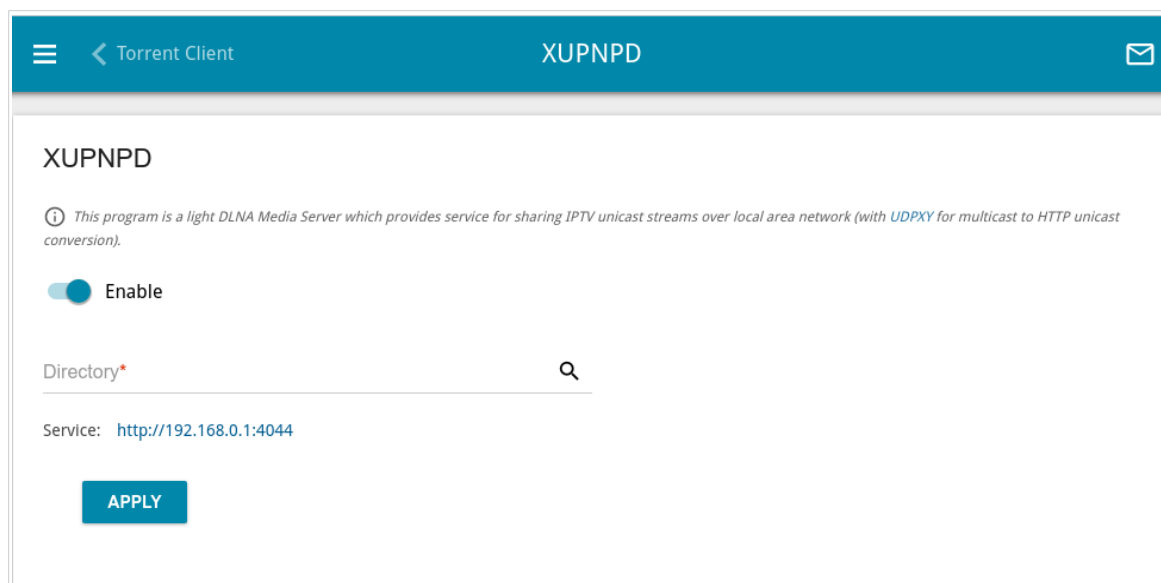 Torrent Client XUPNPD
XUPNPD
This program is a light DLNA Media Server which provides service for sharing IPTV unicast streams over local area network (with UDPXY for multicast to HTTP unicast
conversion).
Enable
Directory*
Service: http://192.168.0.1:4044
APPLY